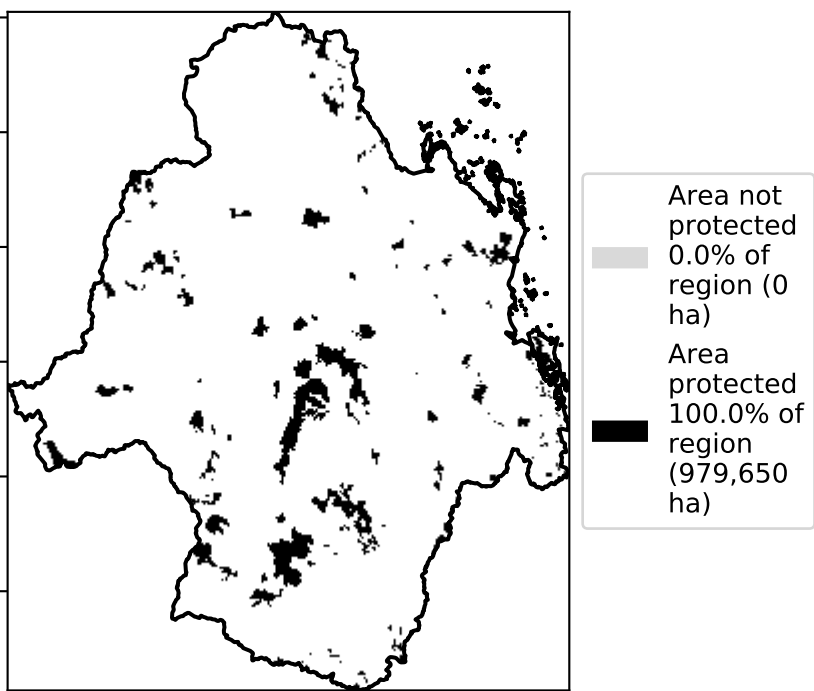 Area not
protected
0.0% of
region (0
ha)
Area
protected
100.0% of
region
(979,650
ha)